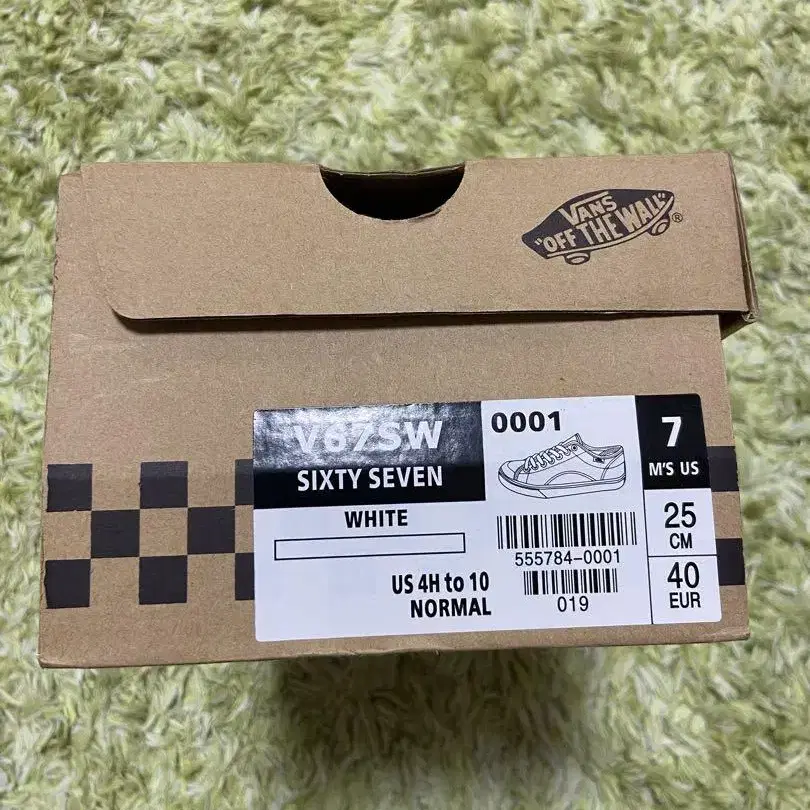 VANS
"OFF THE WALL"®
V67SW
SIXTY SEVEN
WHITE
US 4H to 10
NORMAL
0001
555784-0001
019
7
M'S US
25
CM
40
EUR